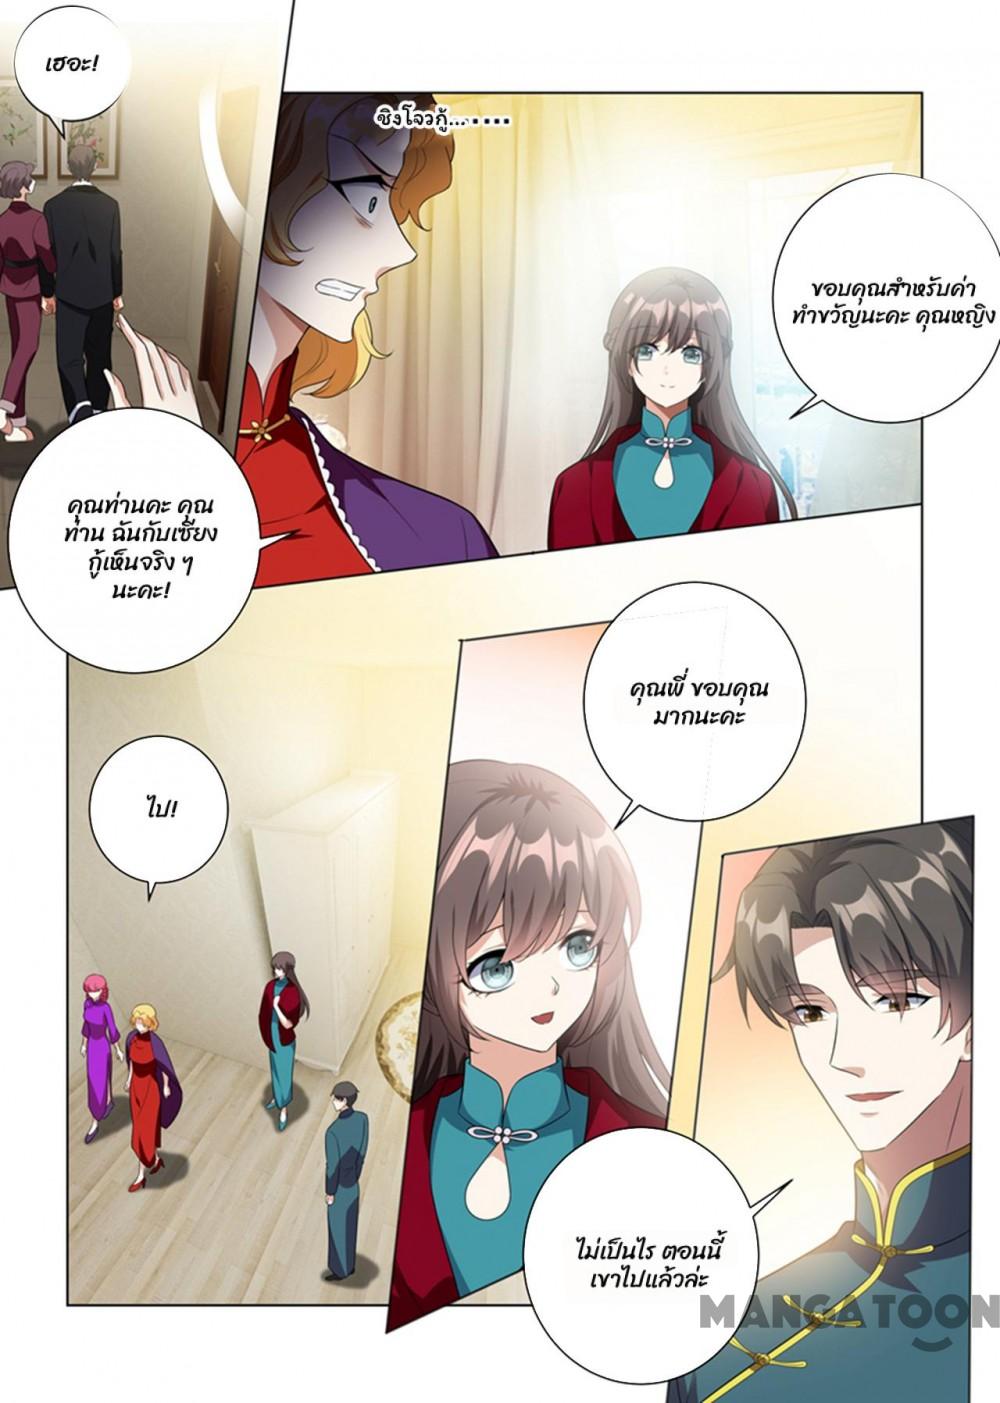 เฮอะ!
ชิงโจวกู้.........
ขอบคุณสำหรับค่า
ทำขวัญนะคะ คุณหญิง
คุณท่านคะ คุณ
ท่าน ฉันกับเซียง
กู้เห็นจริง ๆ
นะคะ!
คุณพี่ ขอบคุณ
มากนะคะ
ไป!
ไม่เป็นไร ตอนนี้
เขาไปแล้วล่ะ
MANGATOON